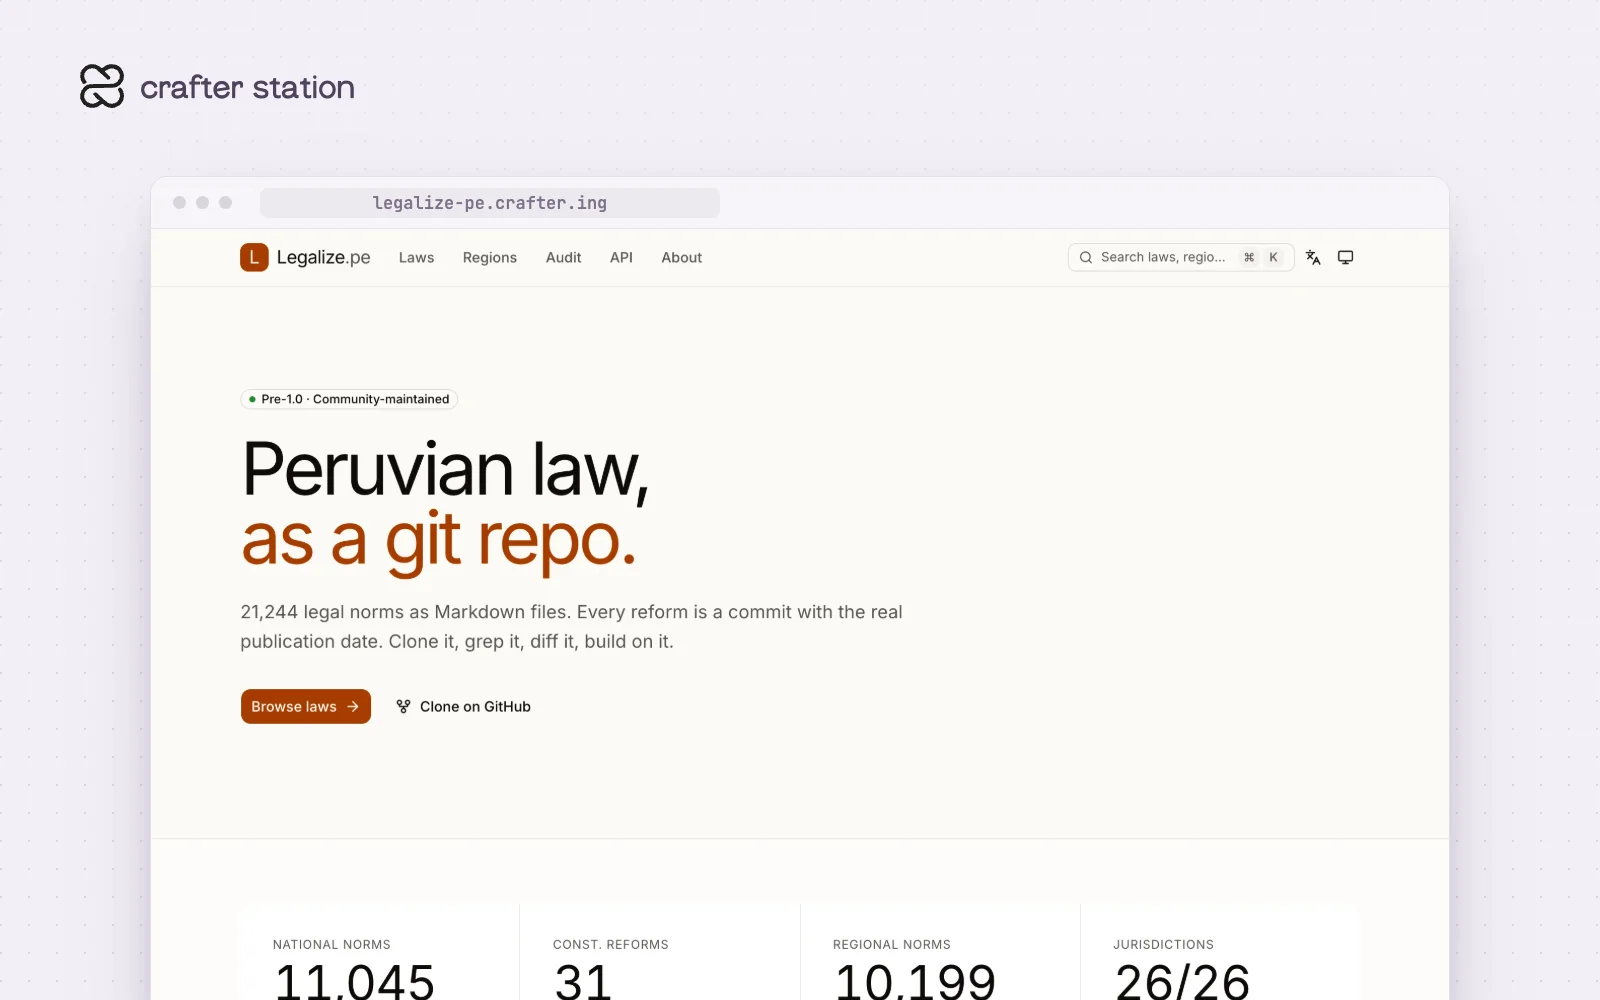 crafter station
legalize-pe.crafter.ing
L Legalize.pe Laws Regions Audit API About Search laws, regio... ⌘ K
Pre-1.0 · Community-maintained
Peruvian law,
as a git repo.
21,244 legal norms as Markdown files. Every reform is a commit with the real
publication date. Clone it, grep it, diff it, build on it.
Browse laws → Clone on GitHub
NATIONAL NORMS CONST. REFORMS REGIONAL NORMS JURISDICTIONS
11,045 31 10,199 26/26